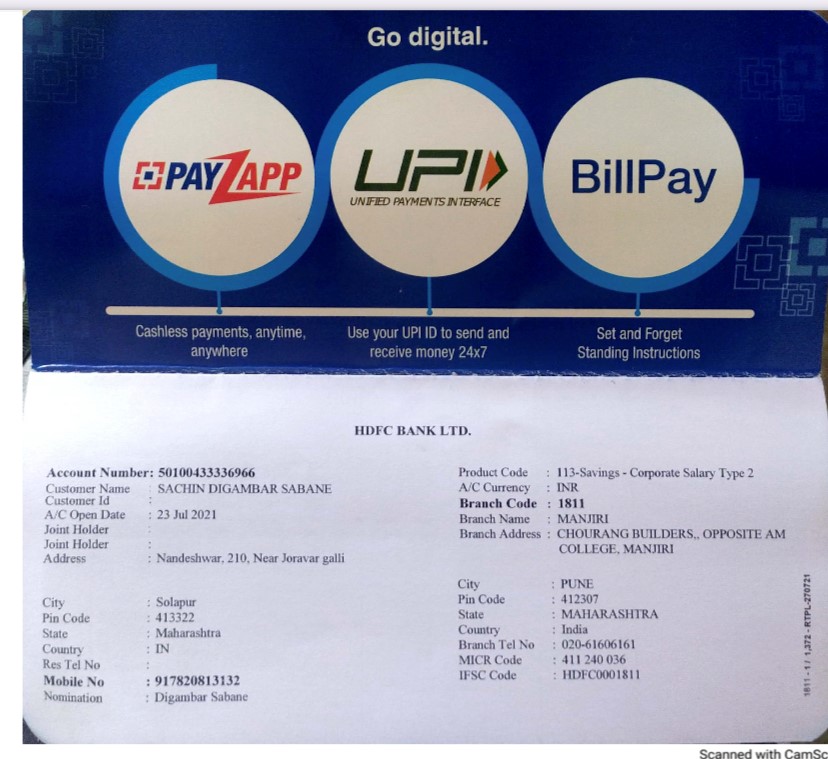 Go digital.
PAYZAPP
UPI
UNIFIED PAYMENTS INTERFACE
BillPay
Cashless payments, anytime,
anywhere
Use your UPI ID to send and
receive money 24x7
Set and Forget
Standing Instructions
HDFC BANK LTD.
Account Number: 50100433336966
Customer Name : SACHIN DIGAMBAR SABANE
Customer Id :
A/C Open Date : 23 Jul 2021
Joint Holder :
Joint Holder :
Address : Nandeshwar, 210, Near Joravar galli
City : Solapur
Pin Code : 413322
State : Maharashtra
Country : IN
Res Tel No :
Mobile No : 917820813132
Nomination : Digambar Sabane
Product Code : 113-Savings - Corporate Salary Type 2
A/C Currency : INR
Branch Code : 1811
Branch Name : MANJIRI
Branch Address : CHOURANG BUILDERS,, OPPOSITE AM
COLLEGE, MANJIRI
City : PUNE
Pin Code : 412307
State : MAHARASHTRA
Country : India
Branch Tel No : 020-61606161
MICR Code : 411 240 036
IFSC Code : HDFC0001811
1811 - 1 / 1,372 - RTPL-270721
Scanned with CamSc